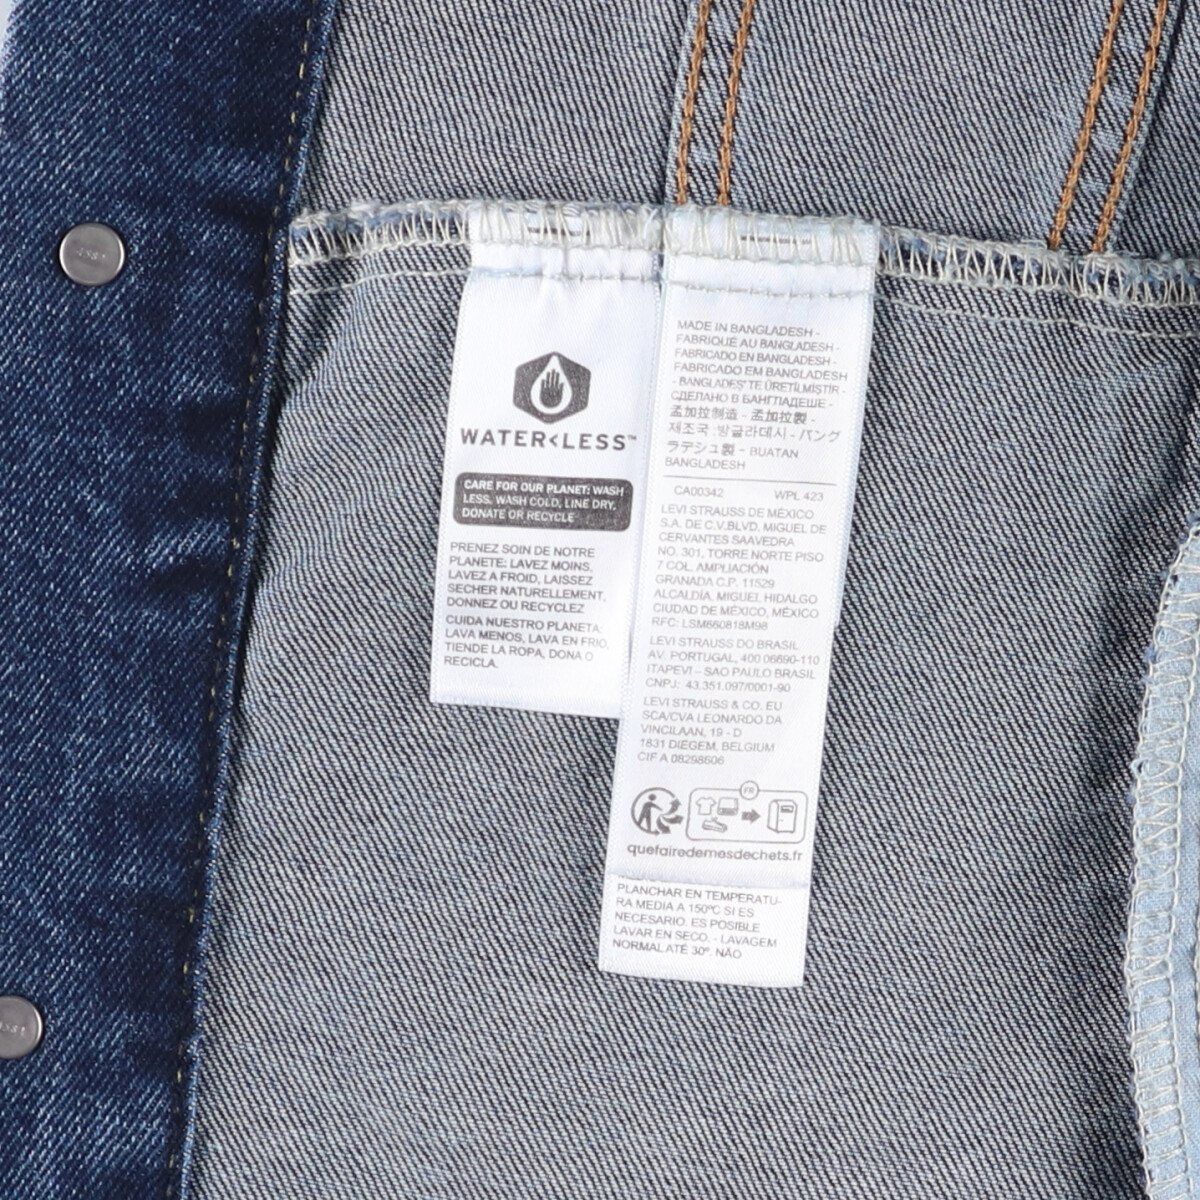 WATER<LESS™
CARE FOR OUR PLANET: WASH
LESS, WASH COLD, LINE DRY,
DONATE OR RECYCLE
PRENEZ SOIN DE NOTRE
PLANETE: LAVEZ MOINS,
LAVEZ A FROID, LAISSEZ
SECHER NATURELLEMENT,
DONNEZ OU RECYCLEZ
CUIDA NUESTRO PLANETA:
LAVA MENOS, LAVA EN FRIO,
TIENDE LA ROPA, DONA O
RECICLA.
MADE IN BANGLADESH -
FABRIQUÉ AU BANGLADESH -
FABRICADO EN BANGLADESH -
FABRICADO EM BANGLADESH
- BANGLADEŞ'TE ÜRETİLMİŞTİR -
СДЕЛАНО В БАНГЛАДЕШЕ -
孟加拉制造 - 孟加拉製 -
제조국 :방글라데시 - バング
ラデシュ製 - BUATAN
BANGLADESH
CA00342 WPL 423
LEVI STRAUSS DE MÉXICO
S.A. DE C.V.BLVD. MIGUEL DE
CERVANTES SAAVEDRA
NO. 301, TORRE NORTE PISO
7 COL. AMPLIACIÓN
GRANADA C.P. 11529
ALCALDÍA. MIGUEL HIDALGO
CIUDAD DE MÉXICO, MÉXICO
RFC: LSM660818M98
LEVI STRAUSS DO BRASIL
AV. PORTUGAL, 400 06690-110
ITAPEVI – SAO PAULO BRASIL
CNPJ: 43.351.097/0001-90
LEVI STRAUSS & CO. EU
SCA/CVA LEONARDO DA
VINCILAAN, 19 - D
1831 DIEGEM, BELGIUM
CIF A 08298606
FR
quefairedemesdechets.fr
PLANCHAR EN TEMPERATU-
RA MEDIA A 150ºC SI ES
NECESARIO. ES POSIBLE
LAVAR EN SECO. - LAVAGEM
NORMAL ATÉ 30º. NÃO